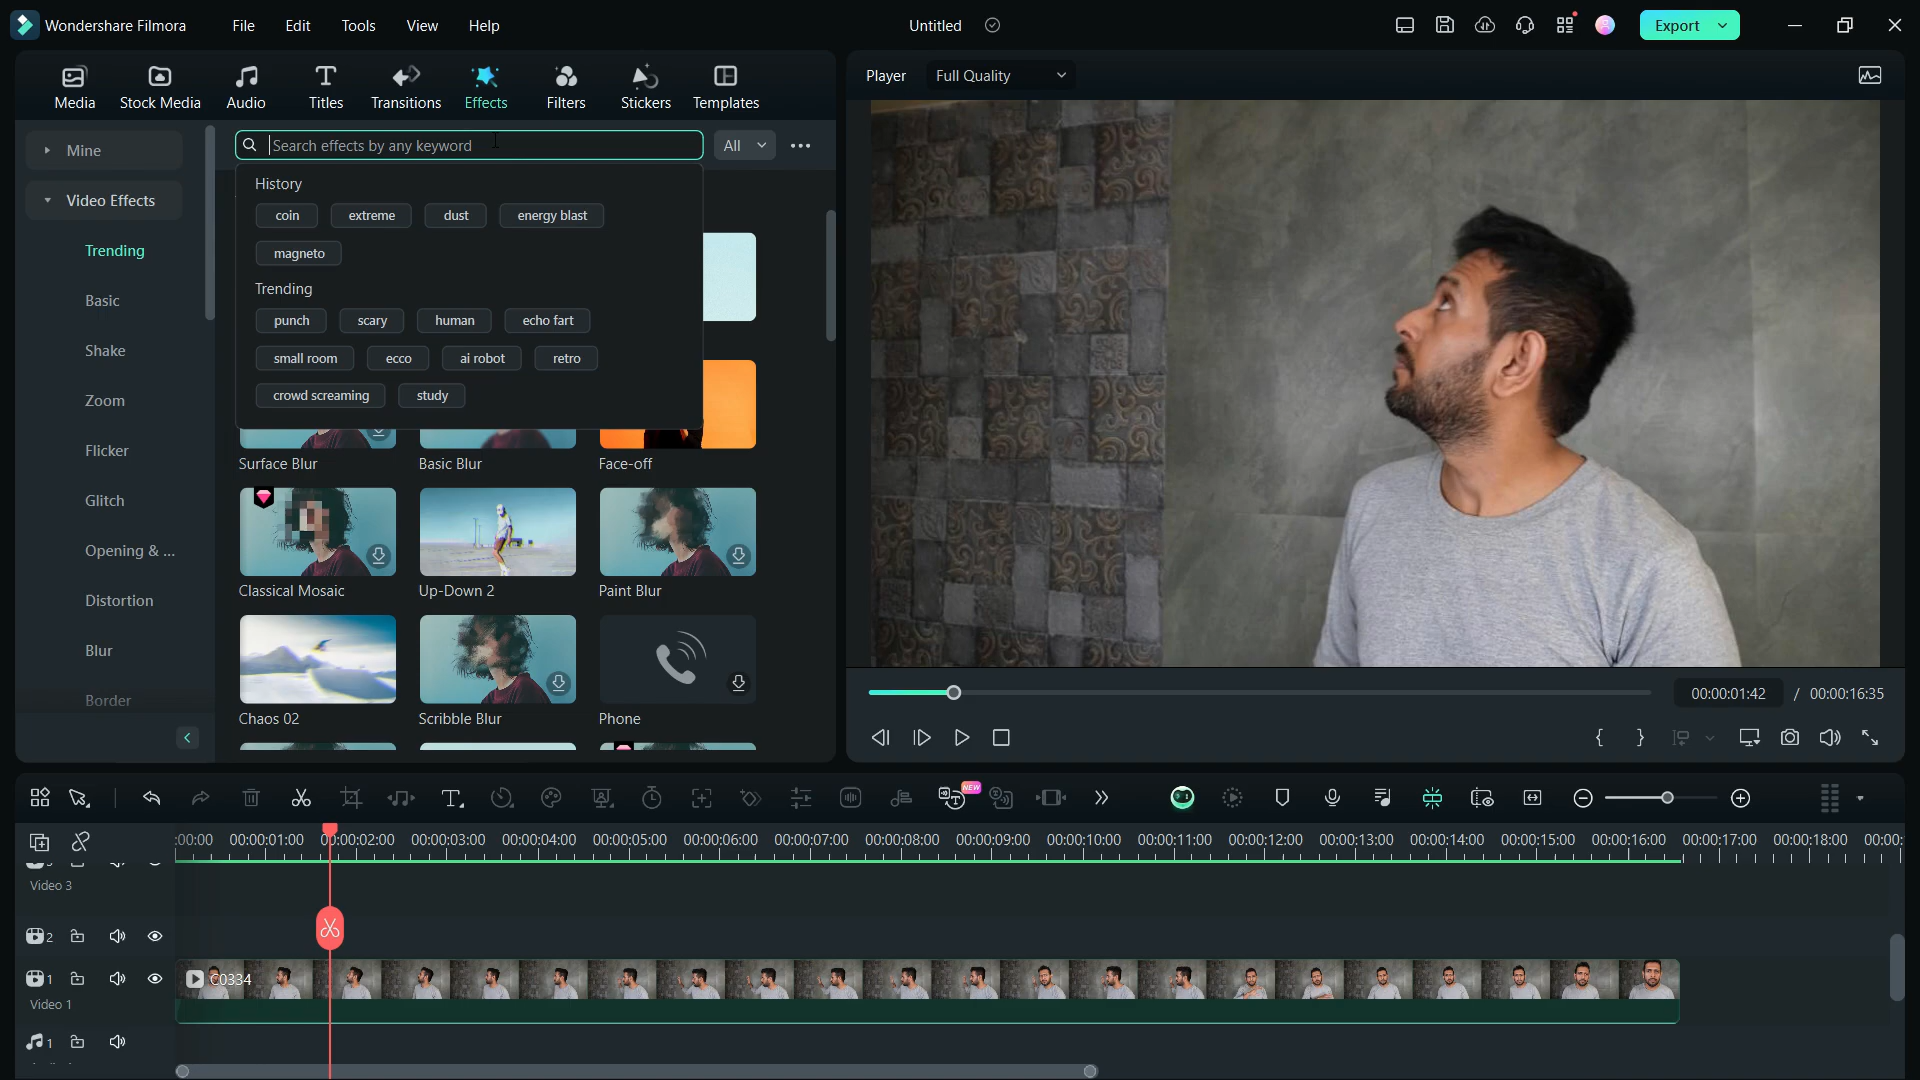 Wondershare Filmora File Edit Tools View Help Untitled Export
Media Stock Media Audio Titles Transitions Effects Filters Stickers Templates
Player Full Quality
Mine
Video Effects
Trending
Basic
Shake
Zoom
Flicker
Glitch
Opening & ...
Distortion
Blur
Border
Search effects by any keyword All
History
coin extreme dust energy blast
magneto
Trending
punch scary human echo fart
small room ecco ai robot retro
crowd screaming study
Surface Blur Basic Blur Face-off
Classical Mosaic Up-Down 2 Paint Blur
Chaos 02 Scribble Blur Phone
00:00:01:42 / 00:00:16:35
NEW
:00:00 00:00:01:00 00:00:02:00 00:00:03:00 00:00:04:00 00:00:05:00 00:00:06:00 00:00:07:00 00:00:08:00 00:00:09:00 00:00:10:00 00:00:11:00 00:00:12:00 00:00:13:00 00:00:14:00 00:00:15:00 00:00:16:00 00:00:17:00 00:00:18:00 00:00:
Video 3
2
1 C0334
Video 1
1